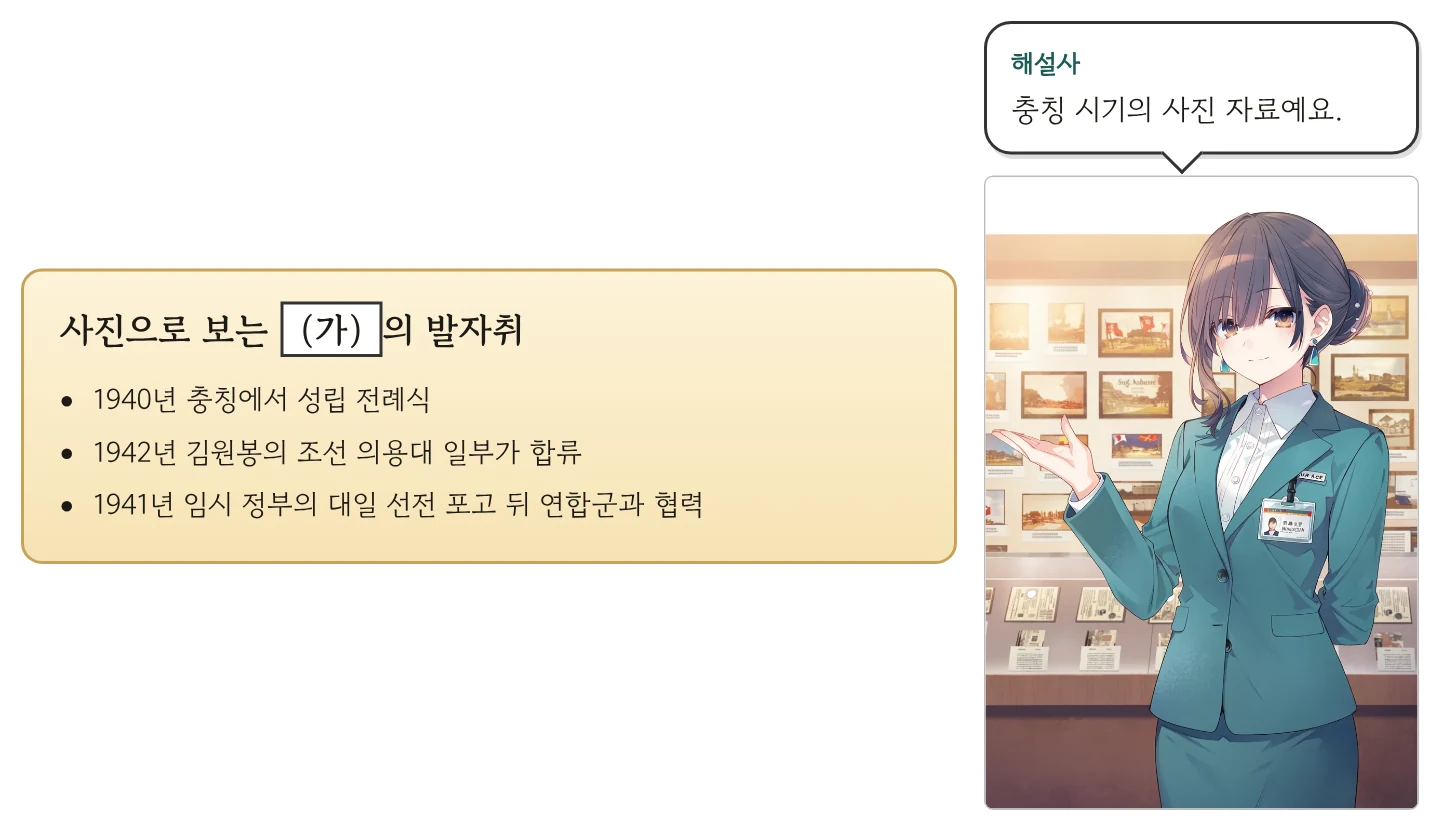 해설사
충칭 시기의 사진 자료예요.
사진으로 보는 (가)의 발자취
• 1940년 충칭에서 성립 전례식
• 1942년 김원봉의 조선 의용대 일부가 합류
• 1941년 임시 정부의 대일 선전 포고 뒤 연합군과 협력